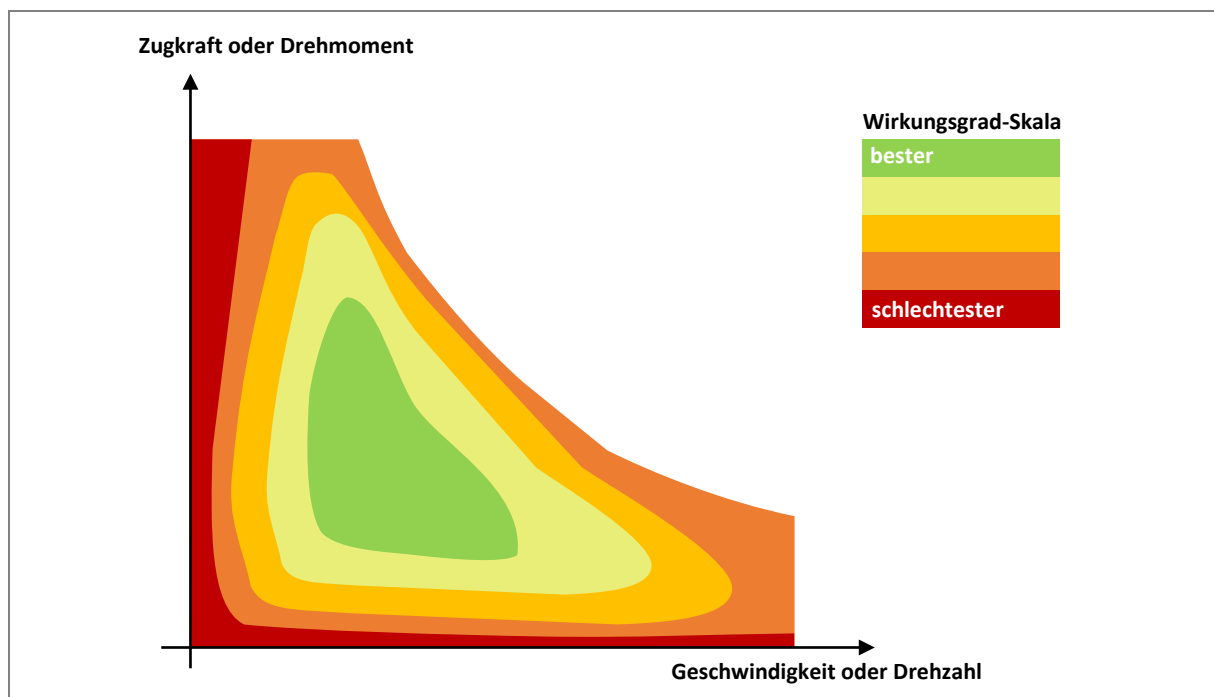 Zugkraft oder Drehmoment
Wirkungsgrad-Skala
bester
schlechtester
Geschwindigkeit oder Drehzahl